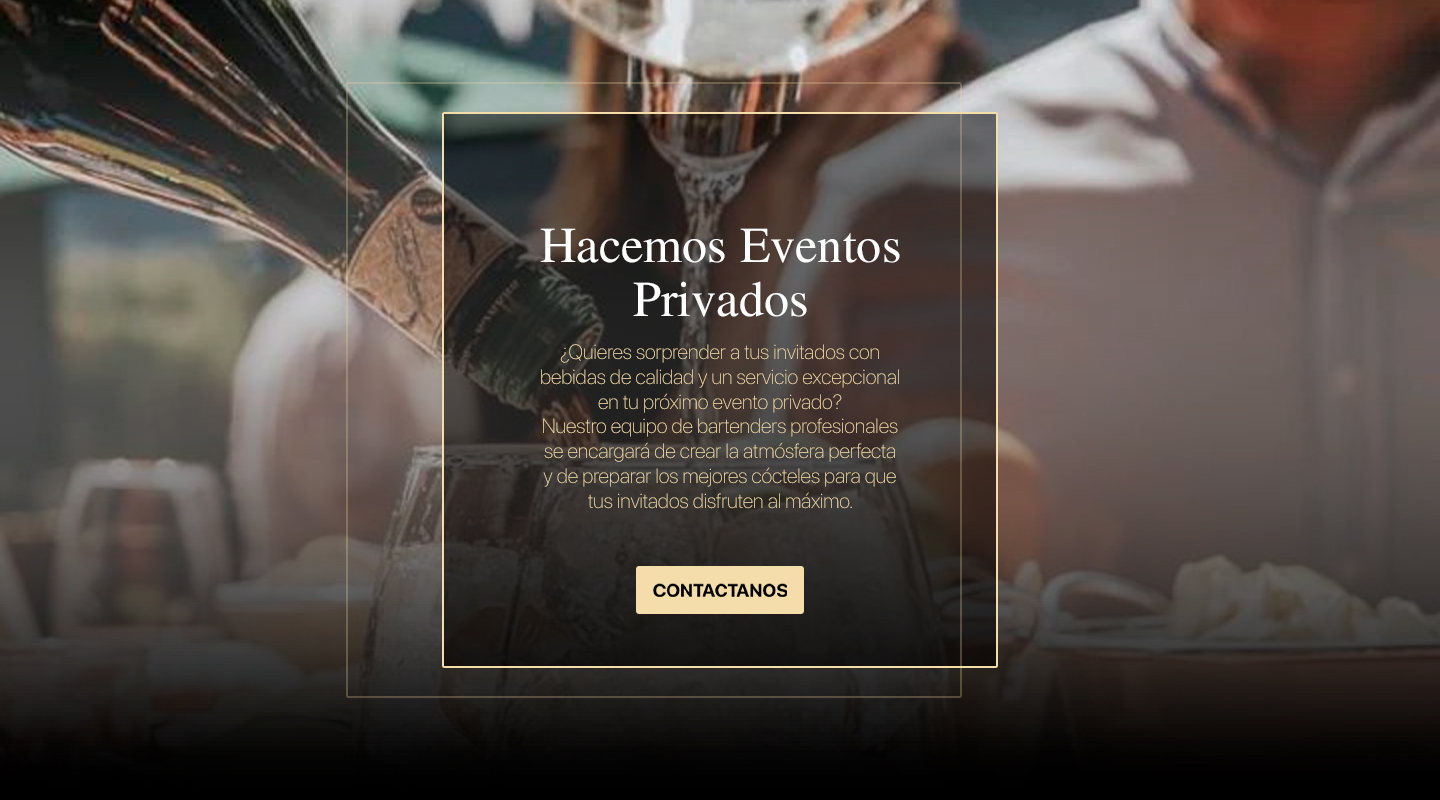 Hacemos Eventos
Privados
¿Quieres sorprender a tus invitados con
bebidas de calidad y un servicio excepcional
en tu próximo evento privado?
Nuestro equipo de bartenders profesionales
se encargará de crear la atmósfera perfecta
y de preparar los mejores cócteles para que
tus invitados disfruten al máximo.
CONTACTANOS